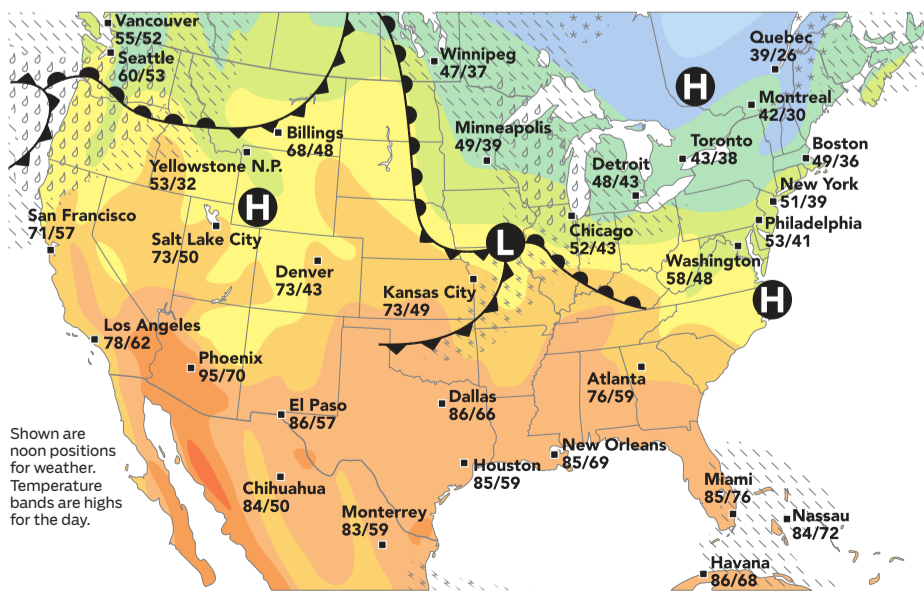 Vancouver
55/52
Seattle
60/53
Winnipeg
47/37
Quebec
39/26
H
Montreal
42/30
Billings
68/48
Minneapolis
49/39
Toronto
43/38
Boston
49/36
Yellowstone N.P.
53/32
Detroit
48/43
New York
51/39
H
San Francisco
71/57
Salt Lake City
73/50
L
Chicago
52/43
Philadelphia
53/41
Washington
58/48
Denver
73/43
Kansas City
73/49
H
Los Angeles
78/62
Phoenix
95/70
Atlanta
76/59
El Paso
86/57
Dallas
86/66
Shown are
noon positions
for weather.
Temperature
bands are highs
for the day.
New Orleans
85/69
Houston
85/59
Chihuahua
84/50
Miami
85/76
Monterrey
83/59
Nassau
84/72
Havana
86/68